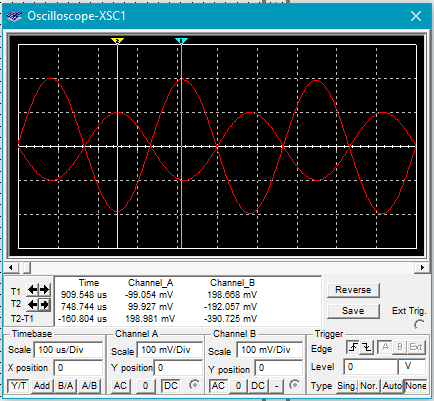 Oscilloscope-XSC1
2 1
Time Channel_A Channel_B
T1 909.548 us -99.054 mV 198.668 mV
T2 748.744 us 99.927 mV -192.057 mV
T2-T1 -160.804 us 198.981 mV -390.725 mV
Reverse
Save
Ext Trig.
Timebase Channel A Channel B Trigger
Scale 100 us/Div Scale 100 mV/Div Scale 100 mV/Div Edge A B Ext
X position 0 Y position 0 Y position 0 Level 0 V
Y/T Add B/A A/B AC 0 DC AC 0 DC - Type Sing. Nor. Auto None